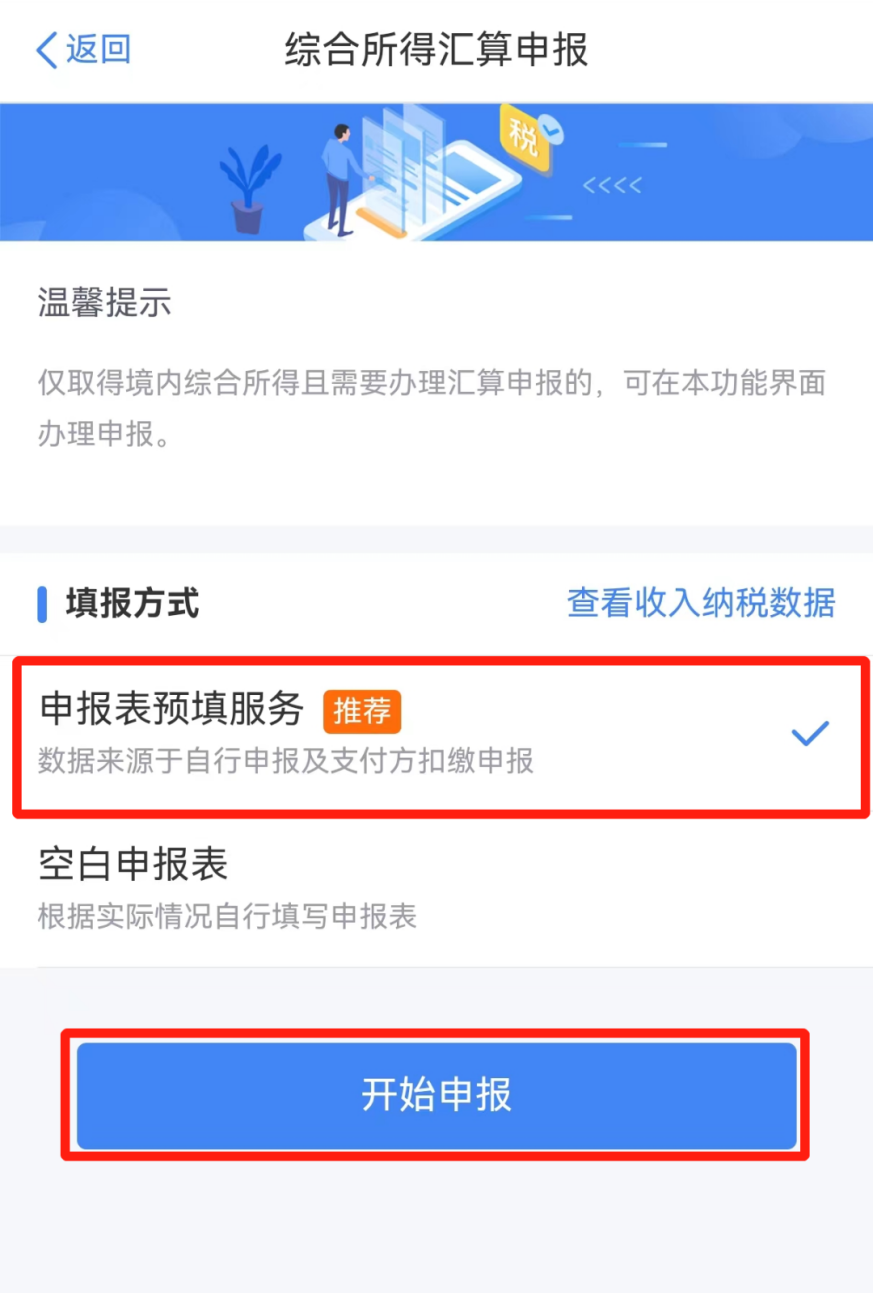 返回
综合所得汇算申报
税
<<<<
温馨提示
仅取得境内综合所得且需要办理汇算申报的，可在本功能界面
办理申报。
填报方式
查看收入纳税数据
申报表预填服务 推荐
数据来源于自行申报及支付方扣缴申报
空白申报表
根据实际情况自行填写申报表
开始申报